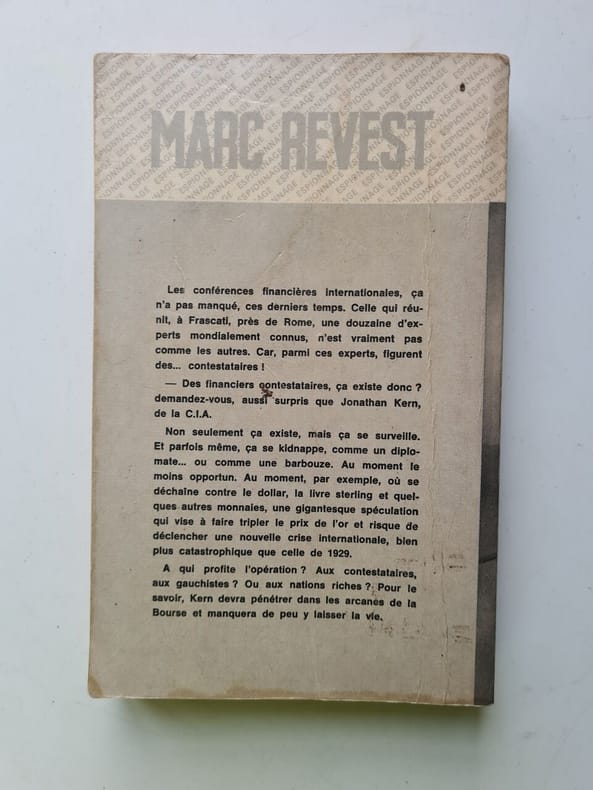 ESPIONNAGE ESPIONNAGE ESPIONNAGE ESPIONNAGE
MARC REVEST
Les conférences financières internationales, ça
n'a pas manqué, ces derniers temps. Celle qui réu-
nit, à Frascati, près de Rome, une douzaine d'ex-
perts mondialement connus, n'est vraiment pas
comme les autres. Car, parmi ces experts, figurent
des... contestataires !
— Des financiers contestataires, ça existe donc ?
demandez-vous, aussi surpris que Jonathan Kern,
de la C.I.A.
Non seulement ça existe, mais ça se surveille.
Et parfois même, ça se kidnappe, comme un diplo-
mate... ou comme une barbouze. Au moment le
moins opportun. Au moment, par exemple, où se
déchaîne contre le dollar, la livre sterling et quel-
ques autres monnaies, une gigantesque spéculation
qui vise à faire tripler le prix de l'or et risque de
déclencher une nouvelle crise internationale, bien
plus catastrophique que celle de 1929.
A qui profite l'opération ? Aux contestataires,
aux gauchistes ? Ou aux nations riches ? Pour le
savoir, Kern devra pénétrer dans les arcanes de la
Bourse et manquera de peu y laisser la vie.